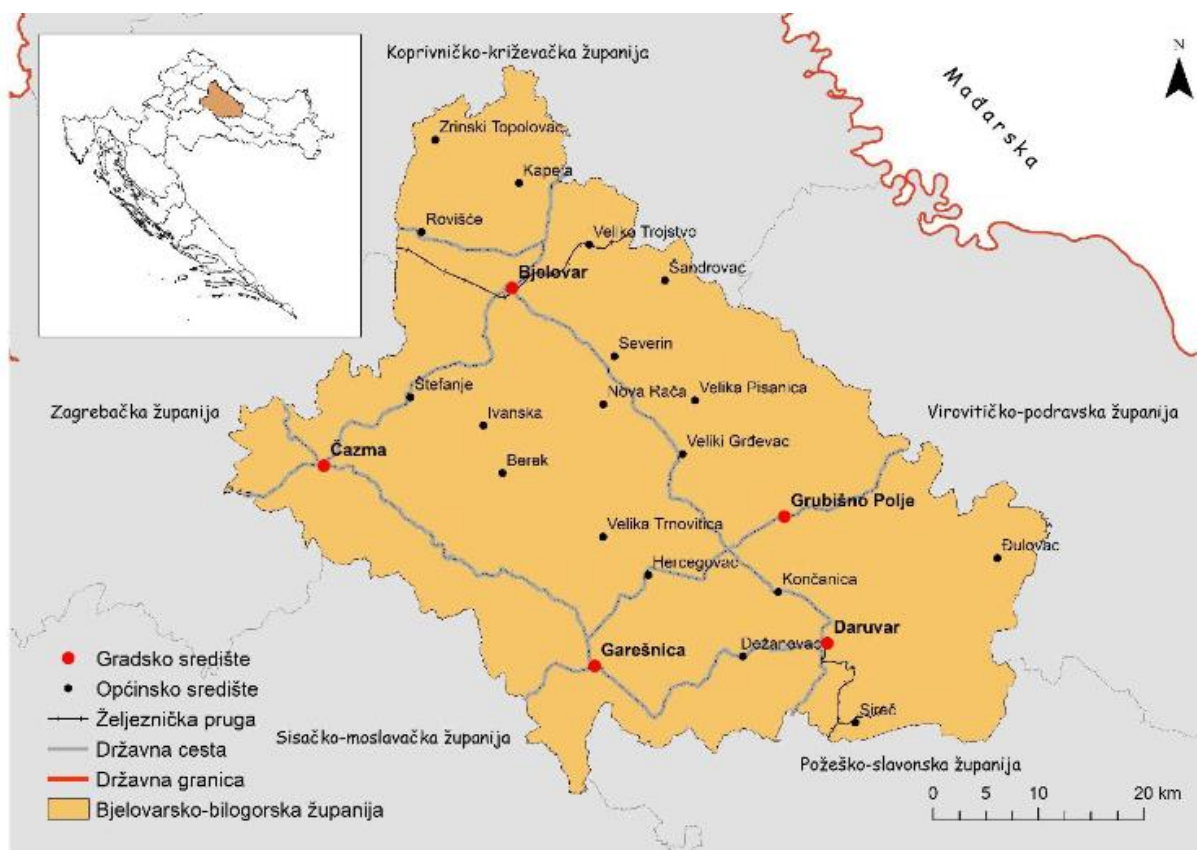 Koprivničko-križevačka županija
N
Mađarska
Zrinski Topolovac
Kapela
Rovišće
Veliko Trojstvo
Bjelovar
Šandrovac
Severin
Štefanje
Nova Rača
Velika Pisanica
Zagrebačka županija
Ivanska
Virovitičko-podravska županija
Čazma
Berek
Veliki Grđevac
Grubišno Polje
Velika Trnovitica
Hercegovac
Đulovac
Končanica
Daruvar
Dežanovac
Garešnica
Sirač
Gradsko središte
Općinsko središte
Željeznička pruga
Državna cesta
Državna granica
Bjelovarsko-bilogorska županija
Sisačko-moslavačka županija
Požeško-slavonska županija
0 5 10 20 km